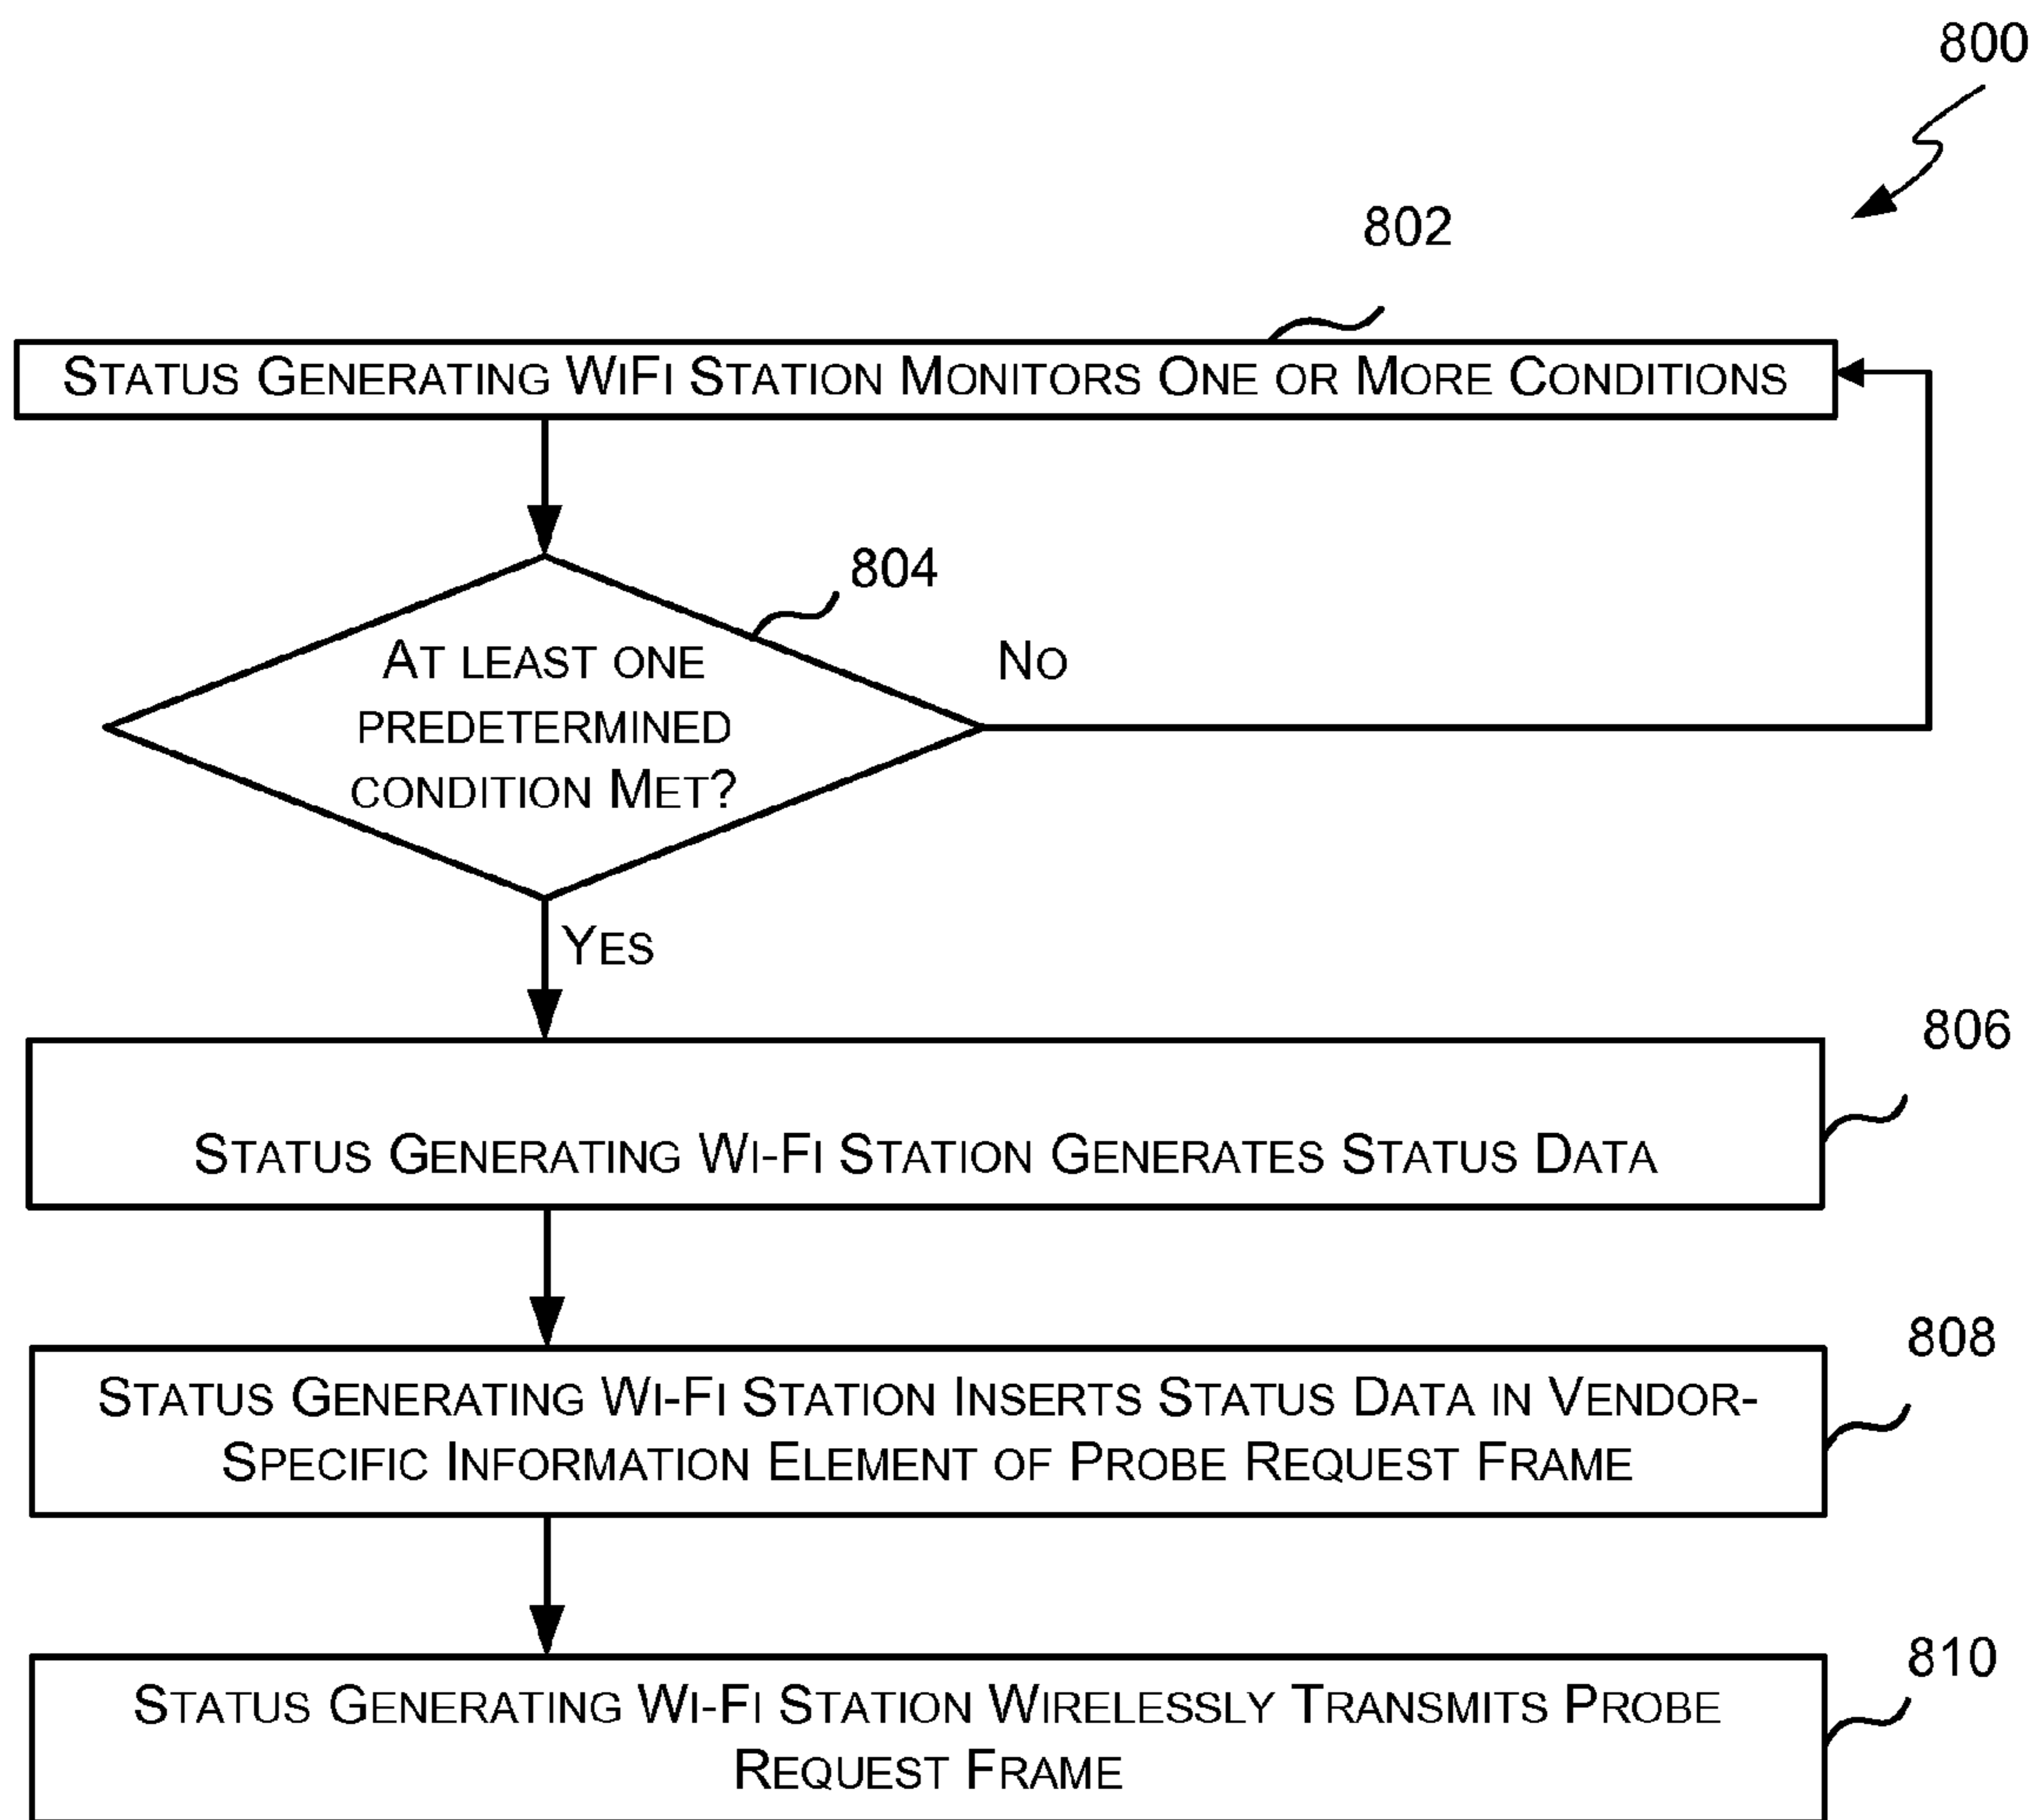 800
802
Status Generating WiFi Station Monitors One or More Conditions
804
At least one
predetermined
condition Met?
No
Yes
806
Status Generating Wi-Fi Station Generates Status Data
808
Status Generating Wi-Fi Station Inserts Status Data in Vendor-
Specific Information Element of Probe Request Frame
810
Status Generating Wi-Fi Station Wirelessly Transmits Probe
Request Frame